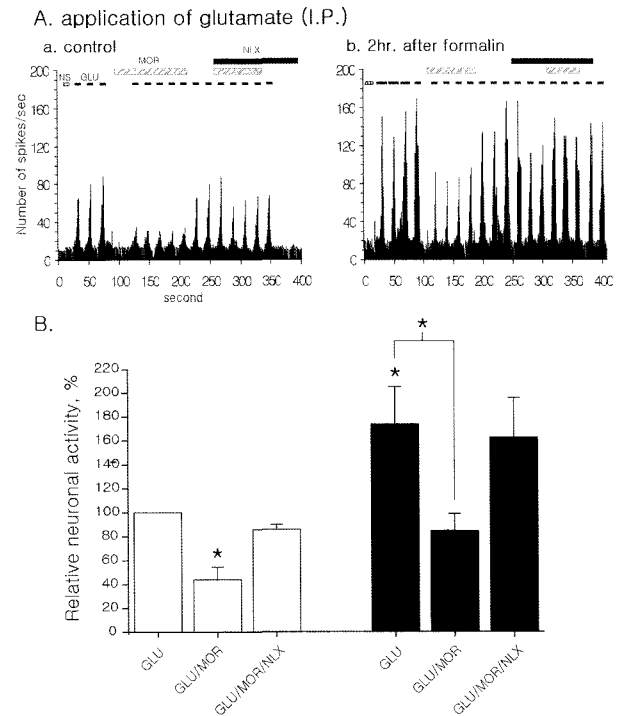 A. application of glutamate (I.P.)
a. control
b. 2hr. after formalin
NLX
MOR
NS GLU
Number of spikes/sec
200
160
120
80
40
0
0 50 100 150 200 250 300 350 400
second
200
160
120
80
40
0
0 50 100 150 200 250 300 350 400
B.
Relative neuronal activity, %
220
200
180
160
140
120
100
80
60
40
20
0
*
*
*
GLU
GLU/MOR
GLU/MOR/NLX
GLU
GLU/MOR
GLU/MOR/NLX